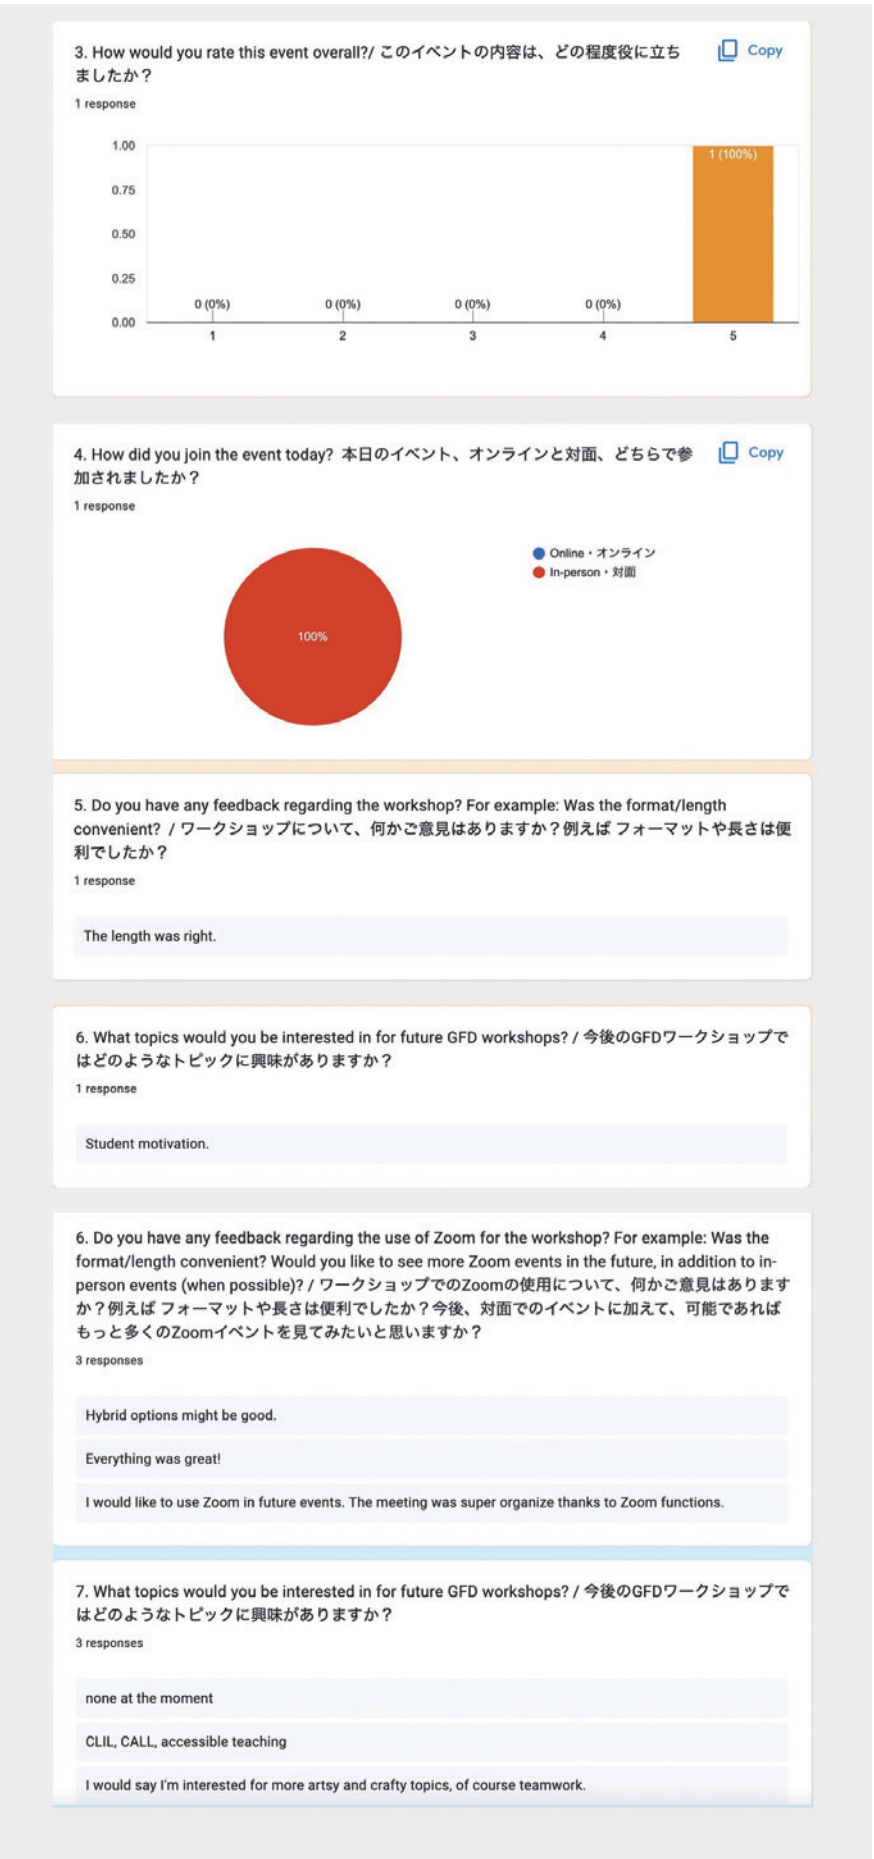 3. How would you rate this event overall?/ このイベントの内容は、どの程度役に立ち
ましたか？
Copy
1 response
1.00
0.75
0.50
0.25
0.00
0 (0%)
0 (0%)
0 (0%)
0 (0%)
1 (100%)
1
2
3
4
5
4. How did you join the event today? 本日のイベント、オンラインと対面、どちらで参
加されましたか？
Copy
1 response
Online・オンライン
In-person・対面
100%
5. Do you have any feedback regarding the workshop? For example: Was the format/length
convenient? / ワークショップについて、何かご意見はありますか？例えば フォーマットや長さは便
利でしたか？
1 response
The length was right.
6. What topics would you be interested in for future GFD workshops? / 今後のGFDワークショップで
はどのようなトピックに興味がありますか？
1 response
Student motivation.
6. Do you have any feedback regarding the use of Zoom for the workshop? For example: Was the
format/length convenient? Would you like to see more Zoom events in the future, in addition to in-
person events (when possible)? / ワークショップでのZoomの使用について、何かご意見はあります
か？例えば フォーマットや長さは便利でしたか？今後、対面でのイベントに加えて、可能であれば
もっと多くのZoomイベントを見てみたいと思いますか？
3 responses
Hybrid options might be good.
Everything was great!
I would like to use Zoom in future events. The meeting was super organize thanks to Zoom functions.
7. What topics would you be interested in for future GFD workshops? / 今後のGFDワークショップで
はどのようなトピックに興味がありますか？
3 responses
none at the moment
CLIL, CALL, accessible teaching
I would say I'm interested for more artsy and crafty topics, of course teamwork.